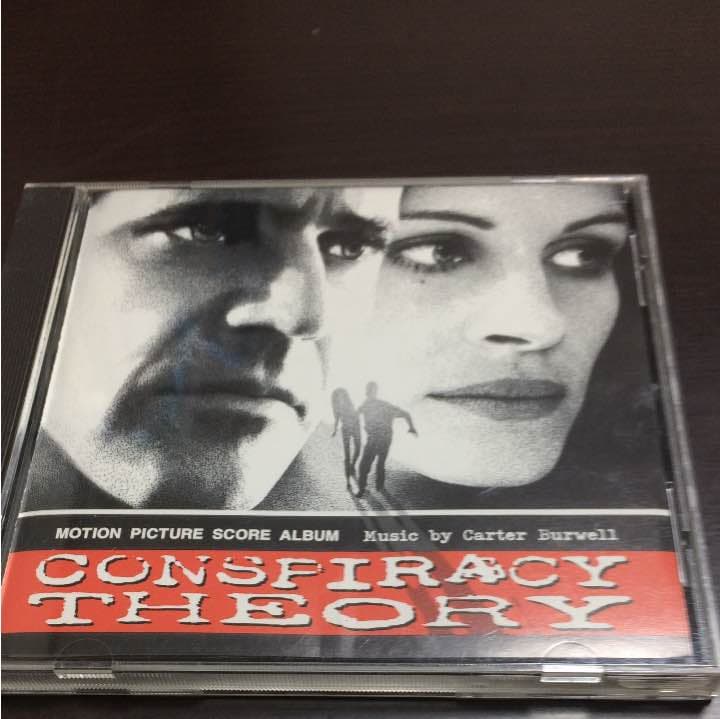 MOTION PICTURE SCORE ALBUM Music by Carter Burwell
CONSPIRACY
THEORY